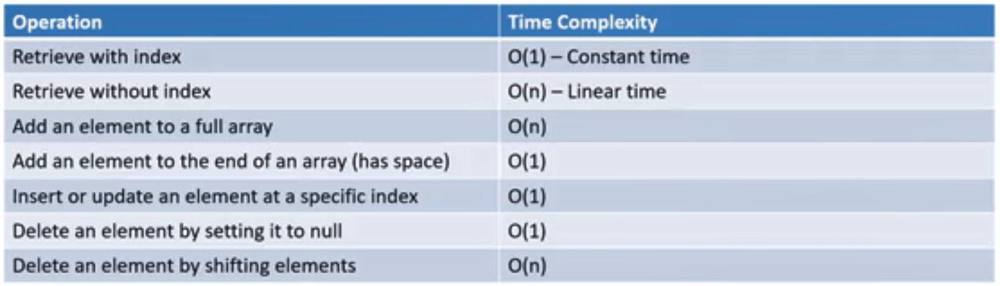 Operation Time Complexity
Retrieve with index O(1) – Constant time
Retrieve without index O(n) – Linear time
Add an element to a full array O(n)
Add an element to the end of an array (has space) O(1)
Insert or update an element at a specific index O(1)
Delete an element by setting it to null O(1)
Delete an element by shifting elements O(n)